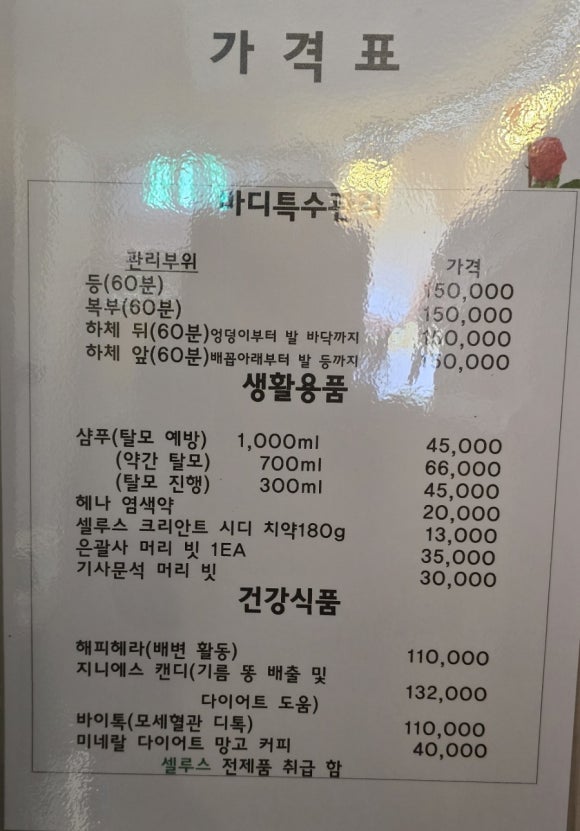 가격표
바디특수관리
관리부위 가격
등(60분) 150,000
복부(60분) 150,000
하체 뒤(60분)엉덩이부터 발 바닥까지 150,000
하체 앞(60분)배꼽아래부터 발 등까지 150,000
생활용품
샴푸(탈모 예방) 1,000ml 45,000
(약간 탈모) 700ml 66,000
(탈모 진행) 300ml 45,000
헤나 염색약 20,000
셀루스 크리안트 시디 치약180g 13,000
은괄사 머리 빗 1EA 35,000
기사문석 머리 빗 30,000
건강식품
해피헤라(배변 활동) 110,000
지니에스 캔디(기름 똥 배출 및
다이어트 도움) 132,000
바이톡(모세혈관 디톡) 110,000
미네랄 다이어트 망고 커피 40,000
셀루스 전제품 취급 함